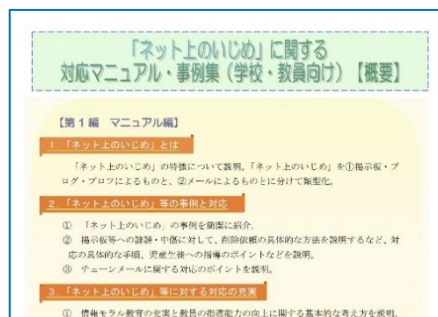 「ネット上のいじめ」に関する
対応マニュアル・事例集(学校・教員向け)【概要】
【第1編 マニュアル編】
1.「ネット上のいじめ」とは
「ネット上のいじめ」の特徴について説明。「ネット上のいじめ」を①掲示板・ブ
ログ・プロフによるものと、②メールによるものとに分けて類型化。
2.「ネット上のいじめ」等の事例と対応
① 「ネット上のいじめ」の事例を簡潔に紹介。
② 掲示板等への誹謗・中傷に対して、削除依頼の具体的な方法を説明するなど、対
応の具体的な手順、児童生徒への指導のポイントなどを説明。
③ チェーンメールに関する対応のポイントを説明。
3.「ネット上のいじめ」等に対する対応の充実
① 情報モラル教育の充実と教員の指導能力の向上に関する基本的な考え方を説明。